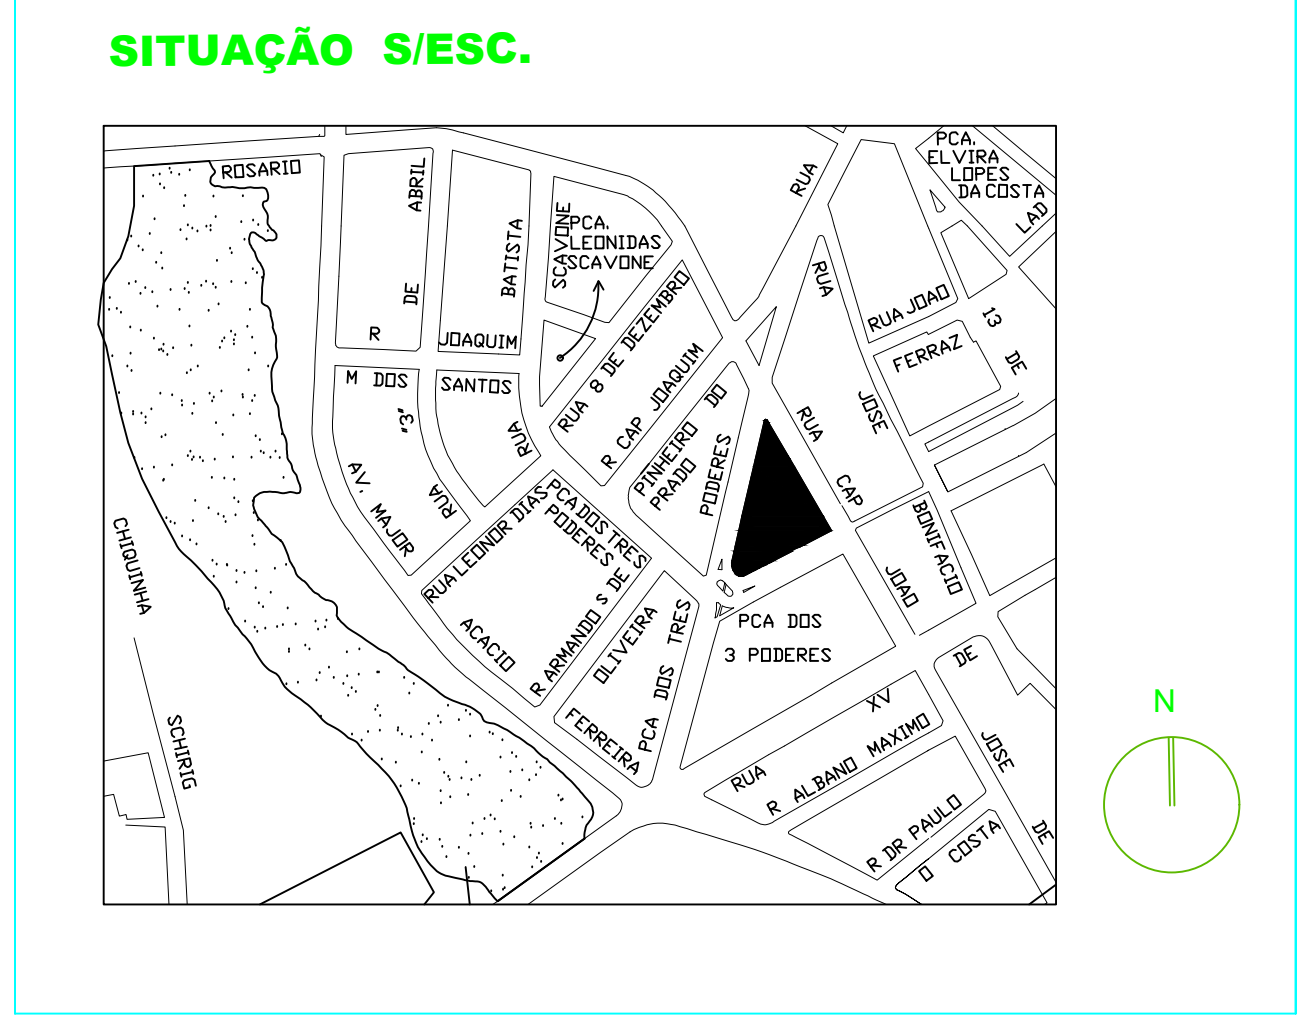 SITUAÇÃO S/ESC.
ROSARIO
ABRIL
DE
R
BATISTA
JOAQUIM
SCAVONE
PCA.
LEONIDAS
SCAVONE
RUA
PCA.
ELVIRA
LOPES
DA COSTA
LAD
RUA
RUA JOAO
13
DE
FERRAZ
M DOS
SANTOS
"3"
RUA
RUA 8 DE DEZEMBRO
R CAP JOAQUIM
PINHEIRO DO
PRADO
PODERES
RUA
JOSE
CAP
BONIFACIO
JOAO
AV. MAJOR
RUA
RUA LEONOR DIAS
PCA DOS TRES
PODERES
ACACIO
R ARMANDO S DE
OLIVEIRA
FERREIRA
PCA DOS TRES
PCA DOS
3 PODERES
CHIQUINHA
SCHIRIG
DE
XV
RUA
R ALBANO MAXIMO
JOSE
DE
R DR PAULO
O COSTA
N